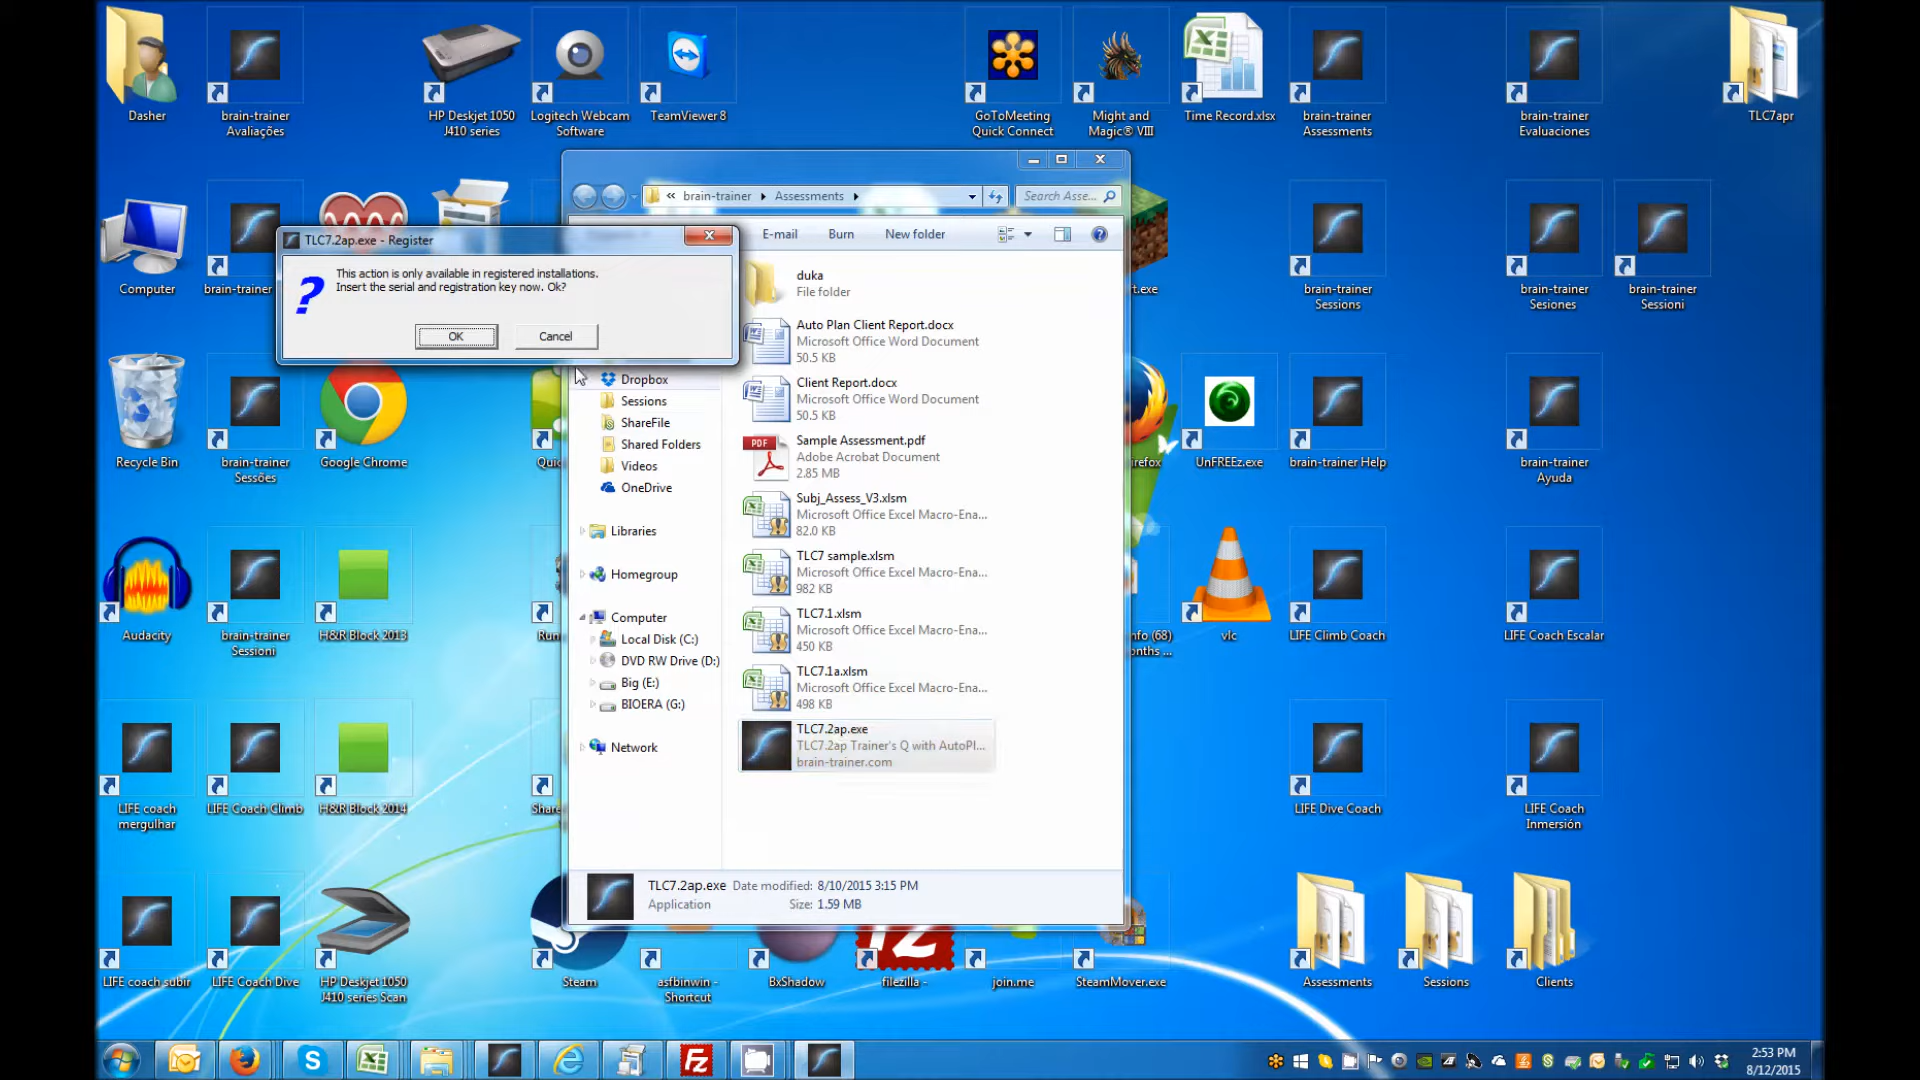 Dasher
brain-trainer
Avaliações
HP Deskjet 1050
J410 series
Logitech Webcam
Software
TeamViewer 8
GoToMeeting
Quick Connect
Might and
Magic® VIII
Time Record.xlsx
brain-trainer
Assessments
brain-trainer
Evaluaciones
TLC7apr
« brain-trainer Assessments
Search Asse...
E-mail Burn New folder
TLC7.2ap.exe - Register
This action is only available in registered installations.
Insert the serial and registration key now. Ok?
OK Cancel
Computer
brain-trainer
brain-trainer
Sessions
brain-trainer
Sesiones
brain-trainer
Sessioni
Dropbox
Sessions
ShareFile
Shared Folders
Videos
OneDrive
Libraries
Homegroup
Computer
Local Disk (C:)
DVD RW Drive (D:)
Big (E:)
BIOERA (G:)
Network
duka
File folder
Auto Plan Client Report.docx
Microsoft Office Word Document
50.5 KB
Client Report.docx
Microsoft Office Word Document
50.5 KB
PDF
Sample Assessment.pdf
Adobe Acrobat Document
2.85 MB
Subj_Assess_V3.xlsm
Microsoft Office Excel Macro-Ena...
82.0 KB
TLC7 sample.xlsm
Microsoft Office Excel Macro-Ena...
982 KB
TLC7.1.xlsm
Microsoft Office Excel Macro-Ena...
450 KB
TLC7.1a.xlsm
Microsoft Office Excel Macro-Ena...
498 KB
TLC7.2ap.exe
TLC7.2ap Trainer's Q with AutoPl...
brain-trainer.com
TLC7.2ap.exe Date modified: 8/10/2015 3:15 PM
Application Size: 1.59 MB
Recycle Bin
brain-trainer
Sessões
Google Chrome
UnFREEz.exe
brain-trainer Help
brain-trainer
Ayuda
Audacity
brain-trainer
Sessioni
H&R Block 2013
vlc
LIFE Climb Coach
LIFE Coach Escalar
LIFE coach
mergulhar
LIFE Coach Climb
H&R Block 2014
LIFE Dive Coach
LIFE Coach
Inmersión
LIFE coach subir
LIFE Coach Dive
HP Deskjet 1050
J410 series Scan
Steam
asfbinwin -
Shortcut
BxShadow
filezilla -
join.me
SteamMover.exe
Assessments
Sessions
Clients
2:53 PM
8/12/2015